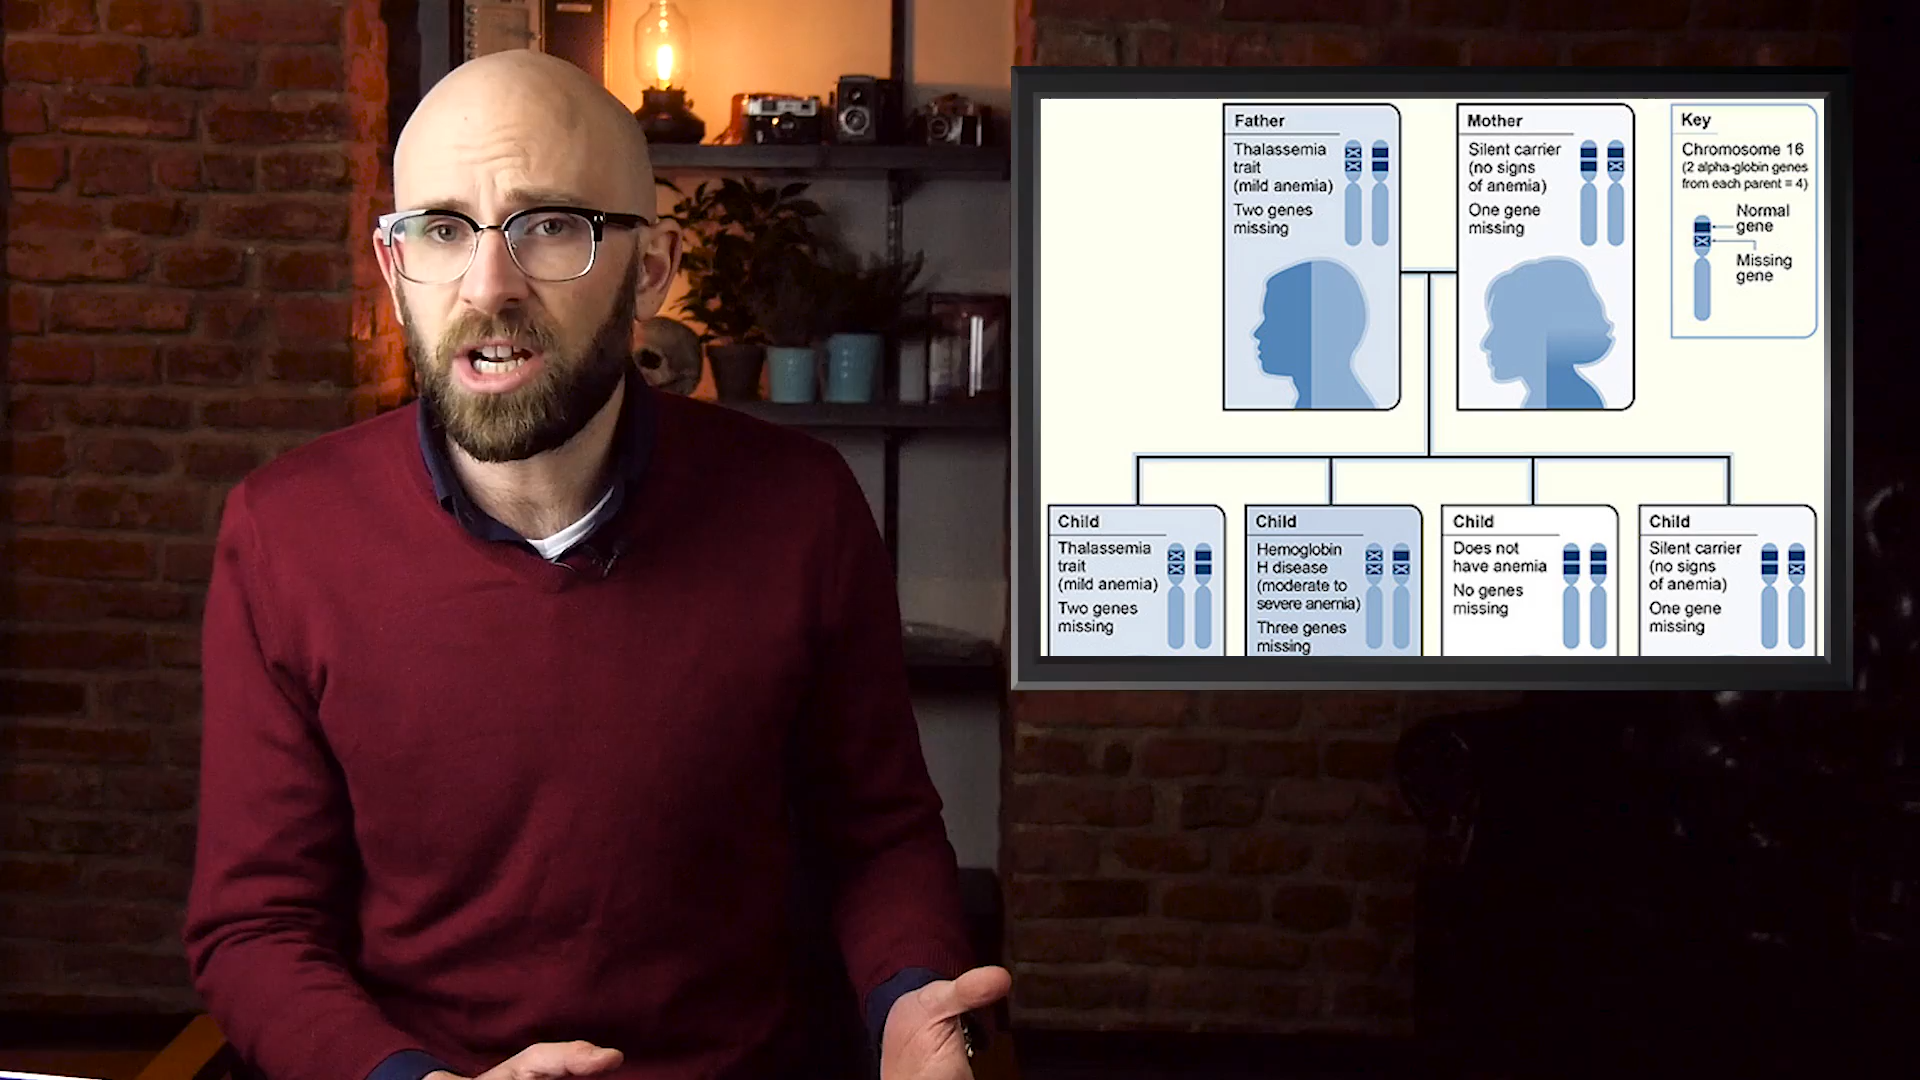 Father
Thalassemia
trait
(mild anemia)
Two genes
missing
Mother
Silent carrier
(no signs
of anemia)
One gene
missing
Key
Chromosome 16
(2 alpha-globin genes
from each parent = 4)
Normal
gene
Missing
gene
Child
Thalassemia
trait
(mild anemia)
Two genes
missing
Child
Hemoglobin
H disease
(moderate to
severe anemia)
Three genes
missing
Child
Does not
have anemia
No genes
missing
Child
Silent carrier
(no signs
of anemia)
One gene
missing